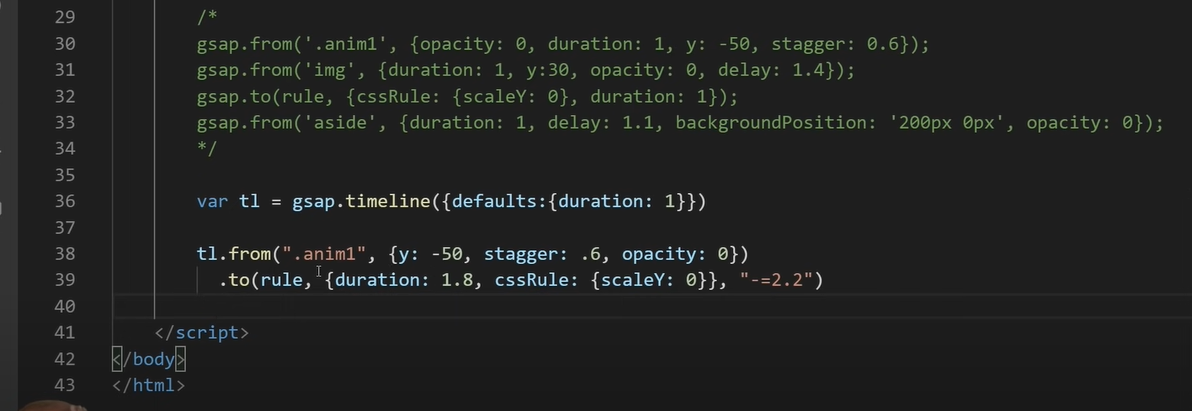 29 /*
30 gsap.from('.anim1', {opacity: 0, duration: 1, y: -50, stagger: 0.6});
31 gsap.from('img', {duration: 1, y:30, opacity: 0, delay: 1.4});
32 gsap.to(rule, {cssRule: {scaleY: 0}, duration: 1});
33 gsap.from('aside', {duration: 1, delay: 1.1, backgroundPosition: '200px 0px', opacity: 0});
34 */
35
36 var tl = gsap.timeline({defaults:{duration: 1}})
37
38 tl.from(".anim1", {y: -50, stagger: .6, opacity: 0})
39 .to(rule, {duration: 1.8, cssRule: {scaleY: 0}}, "-=2.2")
40
41 </script>
42 </body>
43 </html>